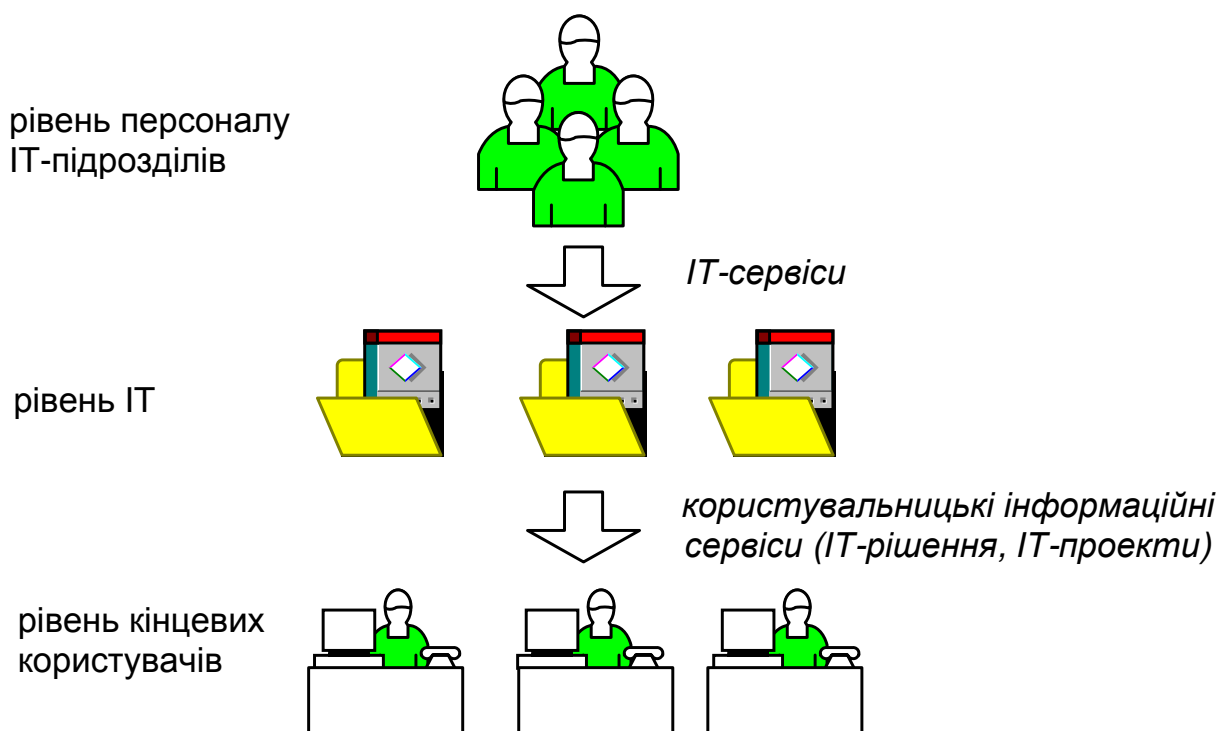 рівень персоналу
ІТ-підрозділів
ІТ-сервіси
рівень ІТ
користувальницькі інформаційні
сервіси (ІТ-рішення, ІТ-проекти)
рівень кінцевих
користувачів